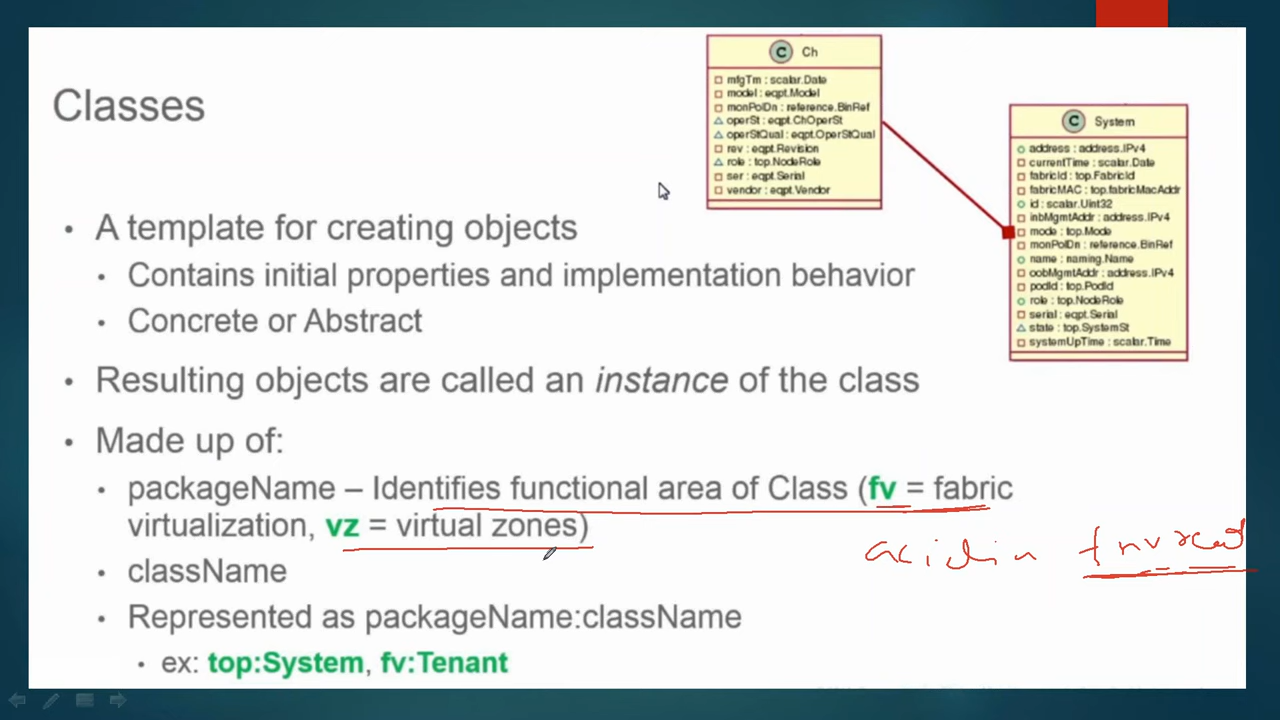 Classes
A template for creating objects
Contains initial properties and implementation behavior
Concrete or Abstract
Resulting objects are called an instance of the class
Made up of:
packageName – Identifies functional area of Class (fv = fabric
virtualization, vz = virtual zones)
className
Represented as packageName:className
ex: top:System, fv:Tenant
C Ch
mfgTm : scalar.Date
model : eqpt.Model
monPolDn : reference.BinRef
operSt : eqpt.ChOperSt
operStQual : eqpt.OperStQual
rev : eqpt.Revision
role : top.NodeRole
ser : eqpt.Serial
vendor : eqpt.Vendor
C System
address : address.IPv4
currentTime : scalar.Date
fabricId : top.FabricId
fabricMAC : top.fabricMacAddr
id : scalar.Uint32
inbMgmtAddr : address.IPv4
mode : top.Mode
monPolDn : reference.BinRef
name : naming.Name
oobMgmtAddr : address.IPv4
podId : top.PodId
role : top.NodeRole
serial : eqpt.Serial
state : top.SystemSt
systemUpTime : scalar.Time